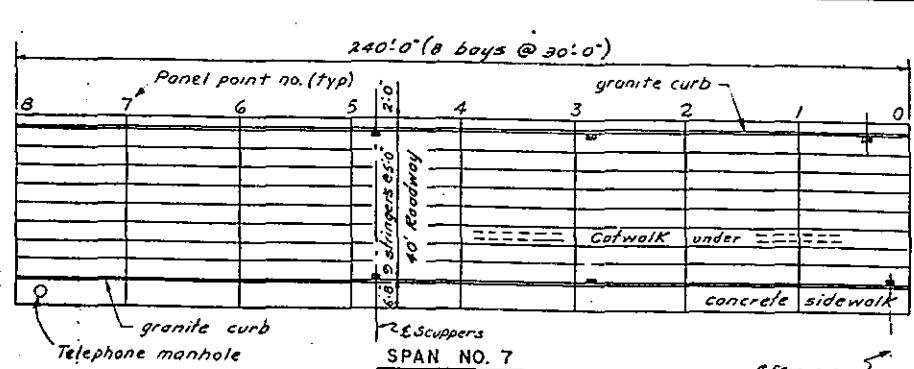 240'-0" (8 bays @ 30'-0")
Panel point no. (typ)
granite curb
8 7 6 5 4 3 2 1 0
2'-0"
9 stringers @ 5'-0"
40' Roadway
6'-8"
Catwalk under
concrete sidewalk
granite curb
Telephone manhole
℄ Scuppers
SPAN NO. 7